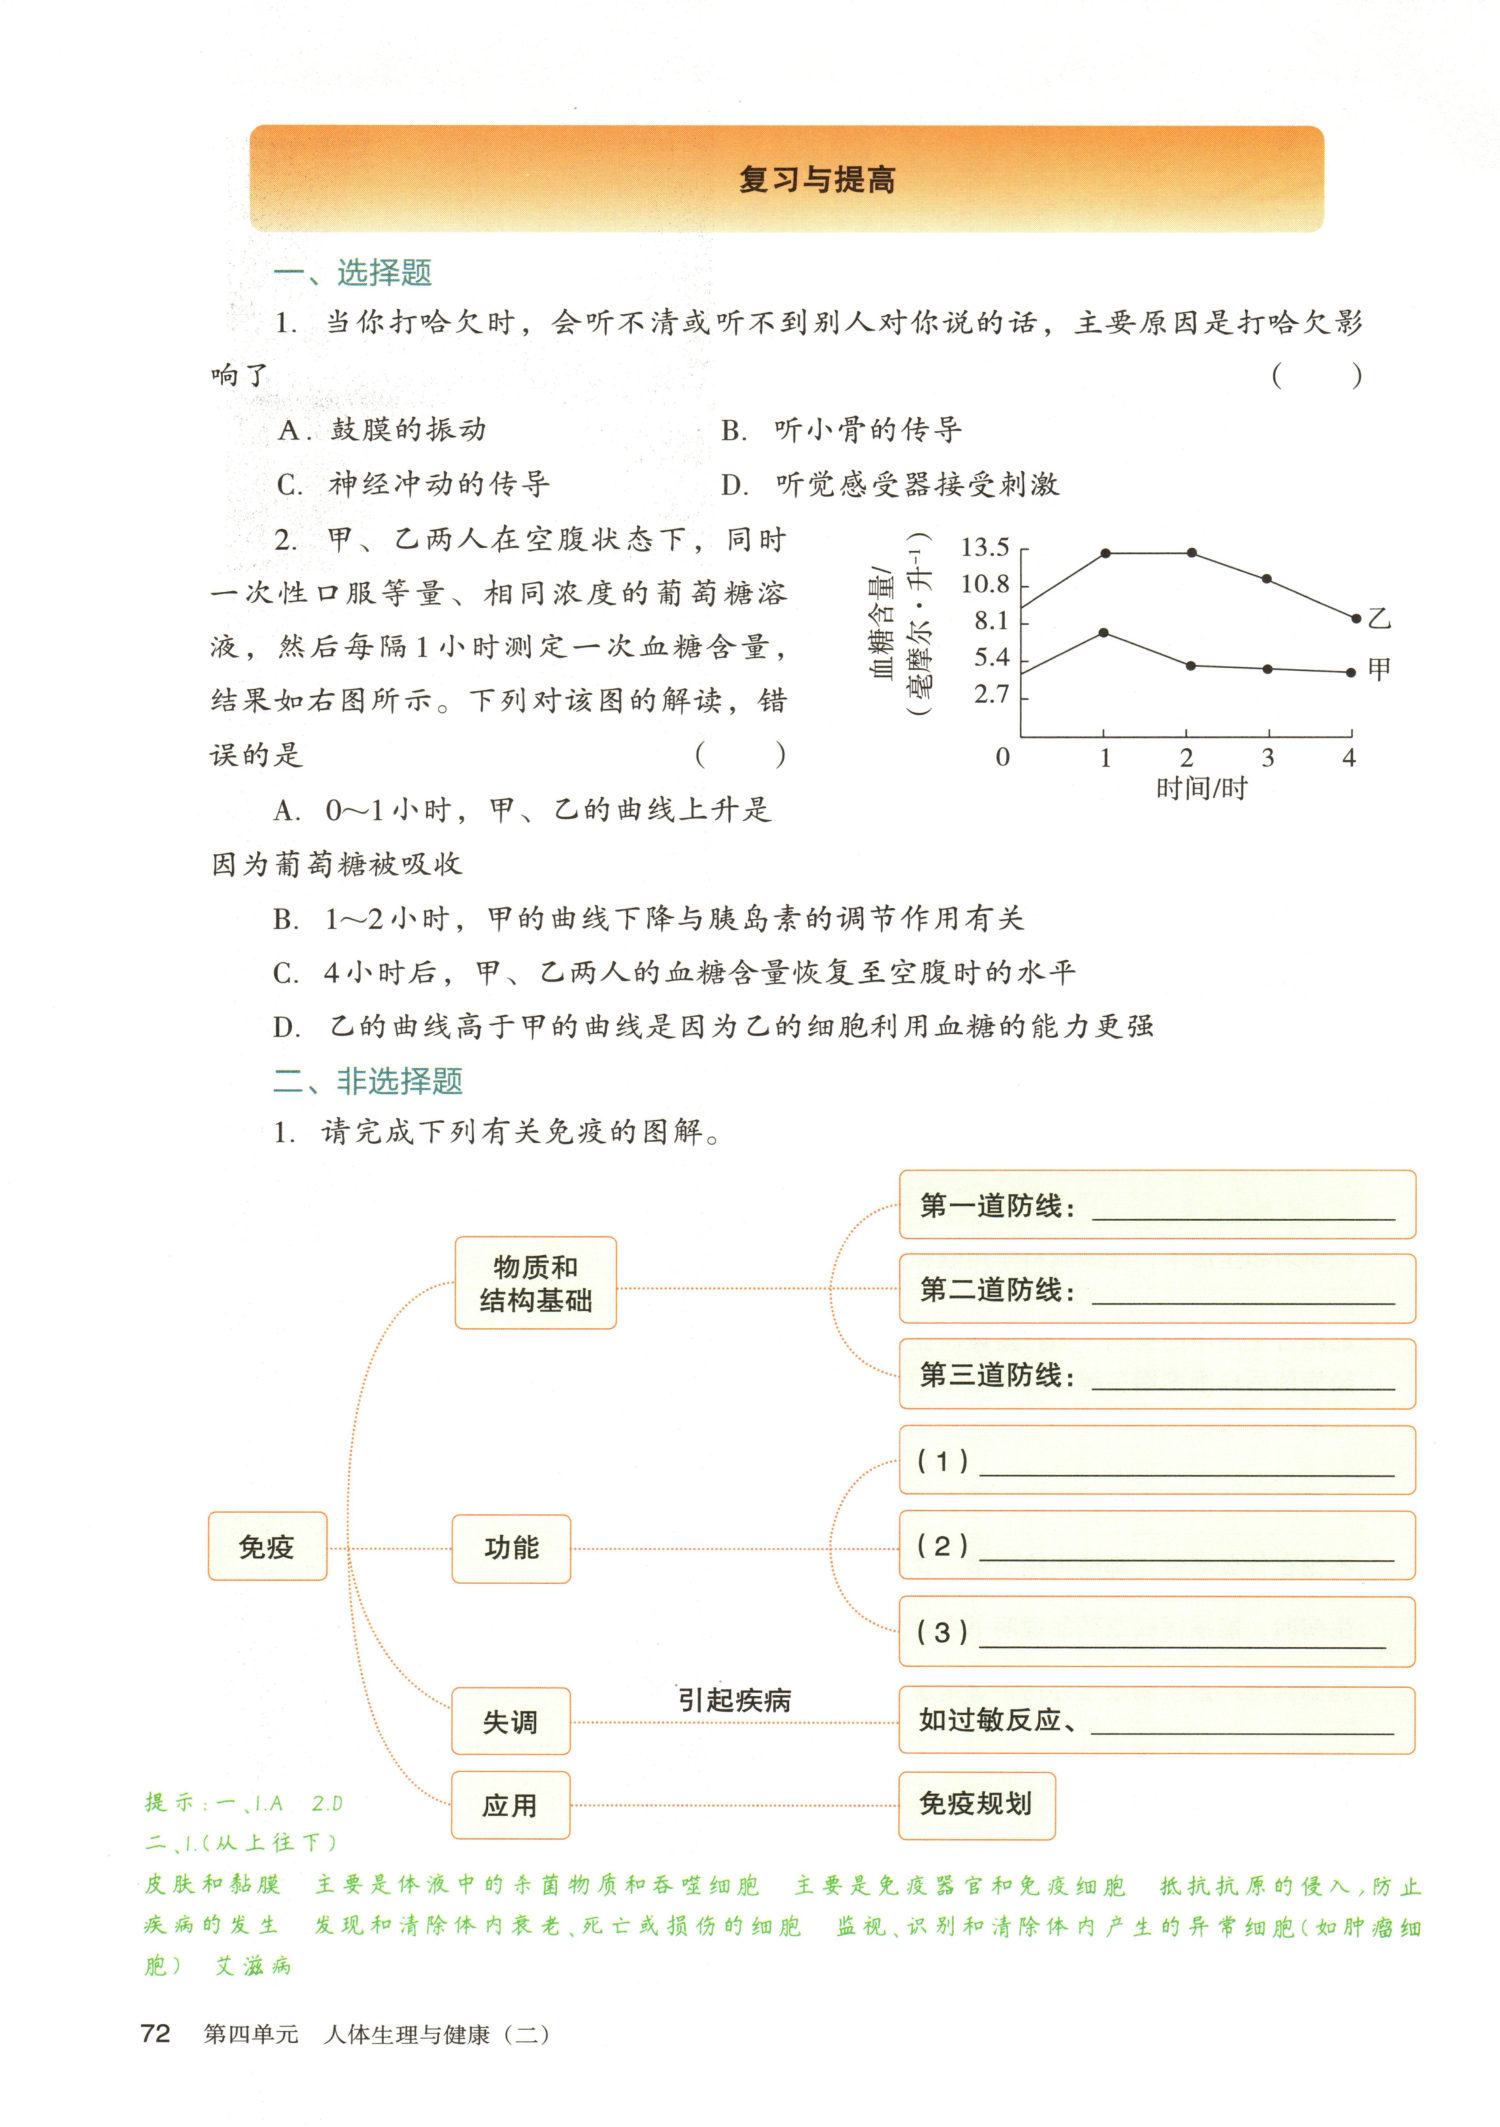 复习与提高
一、选择题
1. 当你打哈欠时，会听不清或听不到别人对你说的话，主要原因是打哈欠影
响了 （ ）
A. 鼓膜的振动 B. 听小骨的传导
C. 神经冲动的传导 D. 听觉感受器接受刺激
2. 甲、乙两人在空腹状态下，同时
一次性口服等量、相同浓度的葡萄糖溶
液，然后每隔1小时测定一次血糖含量，
结果如右图所示。下列对该图的解读，错
误的是 （ ）
血糖含量/
（毫摩尔·升⁻¹）
13.5
10.8
8.1
5.4
2.7
0 1 2 3 4
时间/时
乙
甲
A. 0～1小时，甲、乙的曲线上升是
因为葡萄糖被吸收
B. 1～2小时，甲的曲线下降与胰岛素的调节作用有关
C. 4小时后，甲、乙两人的血糖含量恢复至空腹时的水平
D. 乙的曲线高于甲的曲线是因为乙的细胞利用血糖的能力更强
二、非选择题
1. 请完成下列有关免疫的图解。
免疫
物质和
结构基础
第一道防线：
第二道防线：
第三道防线：
功能
（1）
（2）
（3）
失调
引起疾病
如过敏反应、
应用
免疫规划
提示：一、1.A 2.D
二、1.（从上往下）
皮肤和黏膜 主要是体液中的杀菌物质和吞噬细胞 主要是免疫器官和免疫细胞 抵抗抗原的侵入，防止
疾病的发生 发现和清除体内衰老、死亡或损伤的细胞 监视、识别和清除体内产生的异常细胞（如肿瘤细
胞） 艾滋病
72 第四单元 人体生理与健康（二）